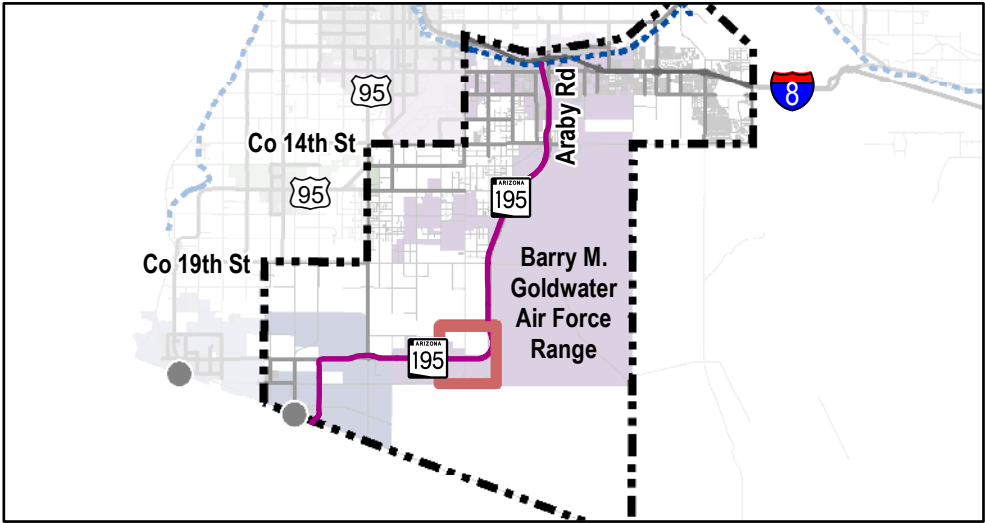 95
8
Araby Rd
Co 14th St
95
ARIZONA
195
Co 19th St
Barry M.
Goldwater
Air Force
Range
ARIZONA
195